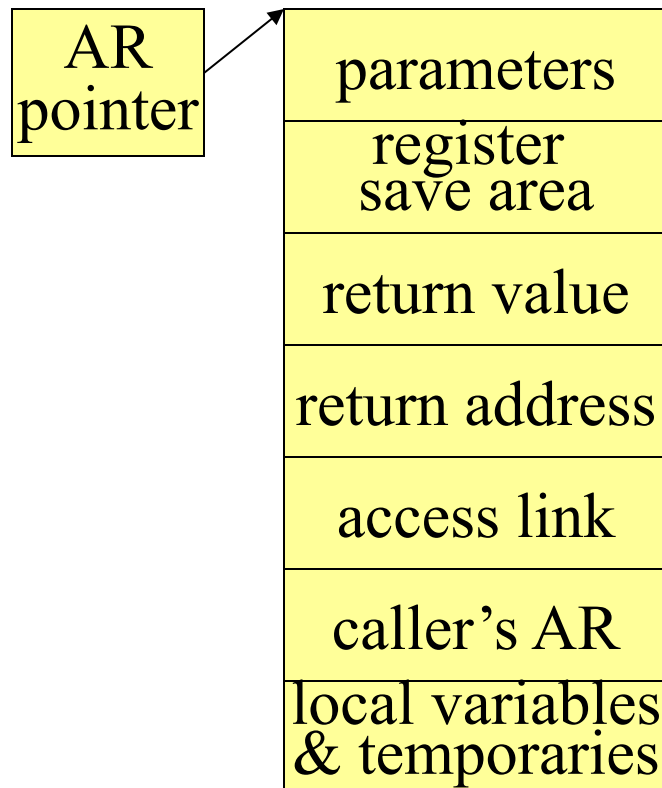 AR
pointer
parameters
register
save area
return value
return address
access link
caller’s AR
local variables
& temporaries